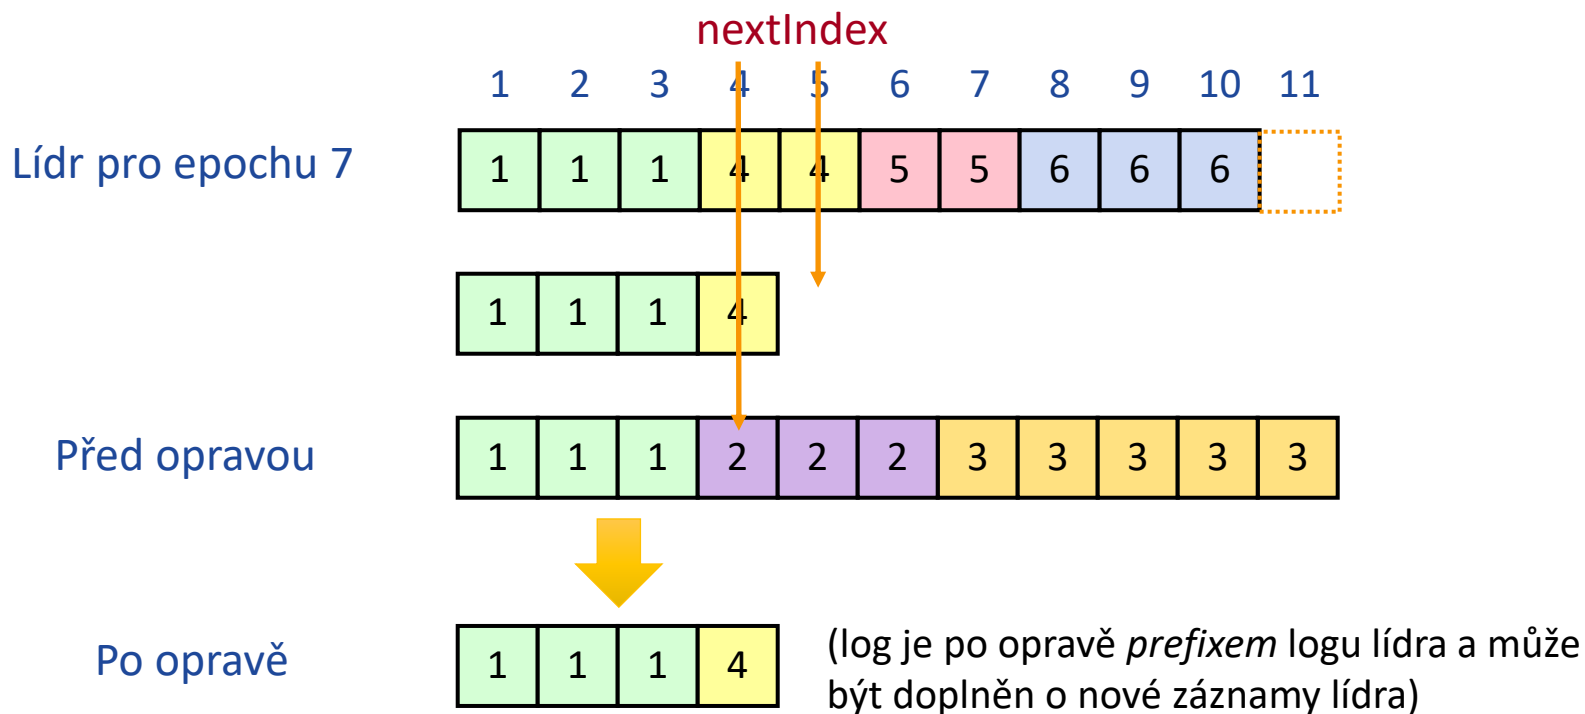 nextIndex
1 2 3 4 5 6 7 8 9 10 11
Lídr pro epochu 7 1 1 1 4 4 5 5 6 6 6
1 1 1 4
Před opravou 1 1 1 2 2 2 3 3 3 3 3
Po opravě 1 1 1 4 (log je po opravě prefixem logu lídra a může
být doplněn o nové záznamy lídra)